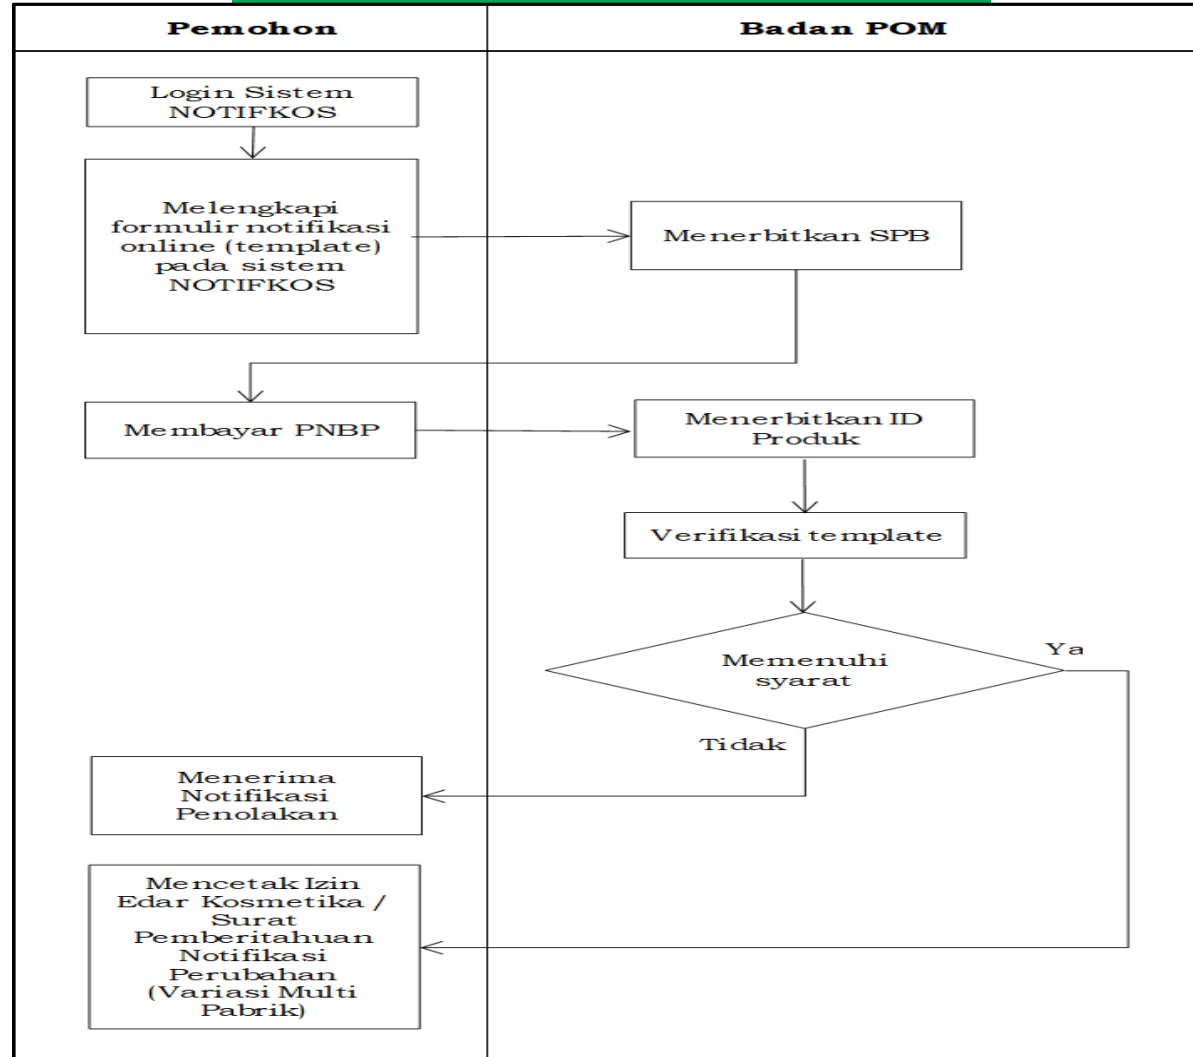 Pemohon
Badan POM
Login Sistem
NOTIFKOS
Melengkapi
formulir notifikasi
online (template)
pada sistem
NOTIFKOS
Menerbitkan SPB
Membayar PNBP
Menerbitkan ID
Produk
Verifikasi template
Memenuhi
syarat
Ya
Tidak
Menerima
Notifikasi
Penolakan
Mencetak Izin
Edar Kosmetika /
Surat
Pemberitahuan
Notifikasi
Perubahan
(Variasi Multi
Pabrik)